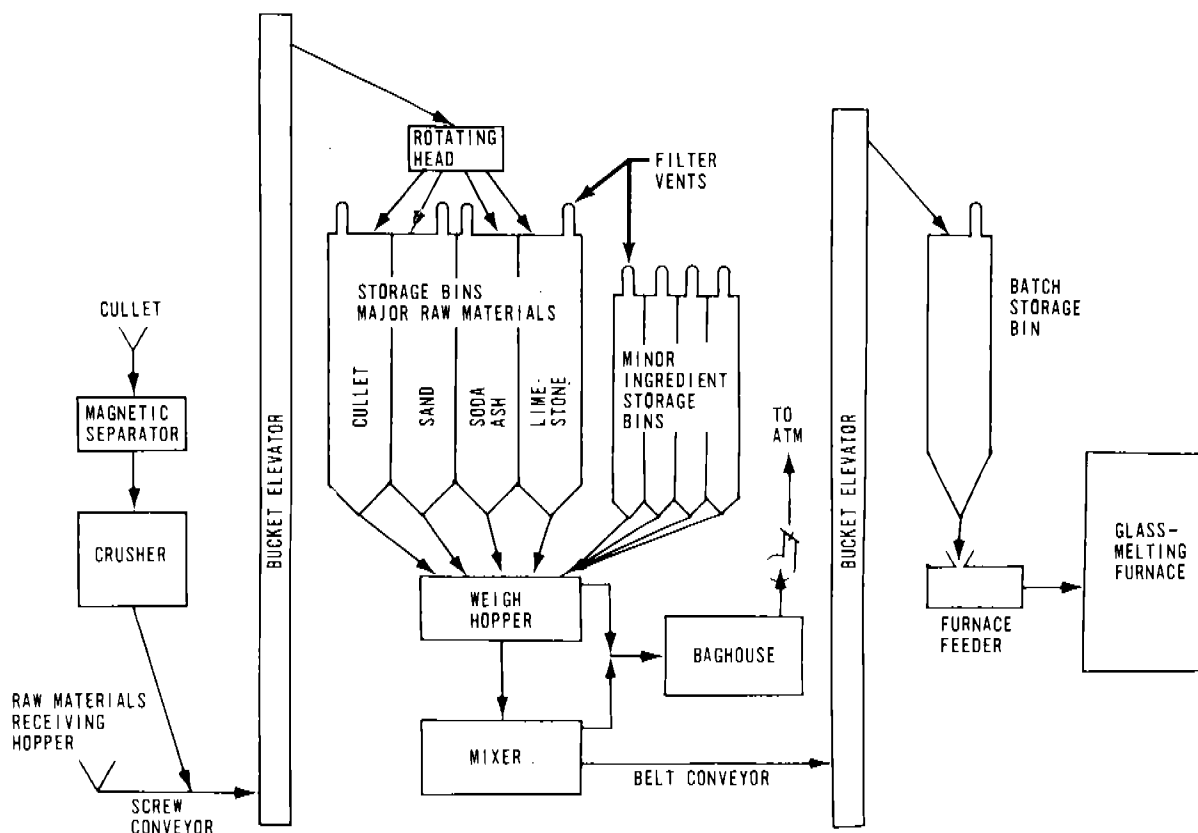 ROTATING
HEAD
FILTER
VENTS
STORAGE BINS
MAJOR RAW MATERIALS
CULLET
SAND
SODA
ASH
LIME-
STONE
MINOR
INGREDIENT
STORAGE
BINS
BATCH
STORAGE
BIN
CULLET
MAGNETIC
SEPARATOR
CRUSHER
BUCKET ELEVATOR
TO
ATM
BUCKET ELEVATOR
WEIGH
HOPPER
BAGHOUSE
FURNACE
FEEDER
GLASS-
MELTING
FURNACE
RAW MATERIALS
RECEIVING
HOPPER
SCREW
CONVEYOR
MIXER
BELT CONVEYOR